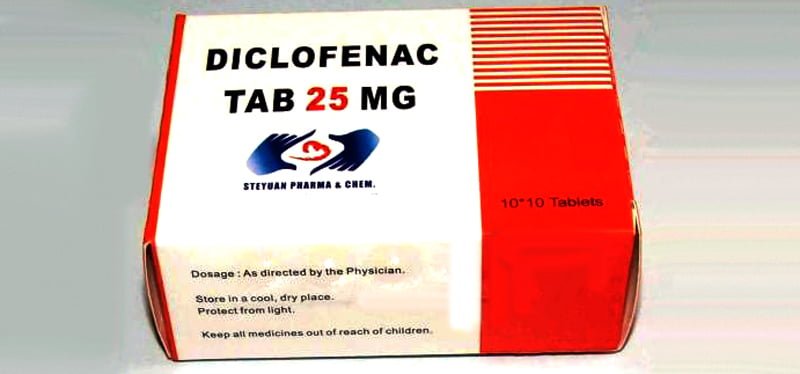 DICLOFENAC
TAB 25 MG
STEYUAN PHARMA & CHEM.
10*10 Tablets
Dosage : As directed by the Physician.
Store in a cool, dry place.
Protect from light.
Keep all medicines out of reach of children.